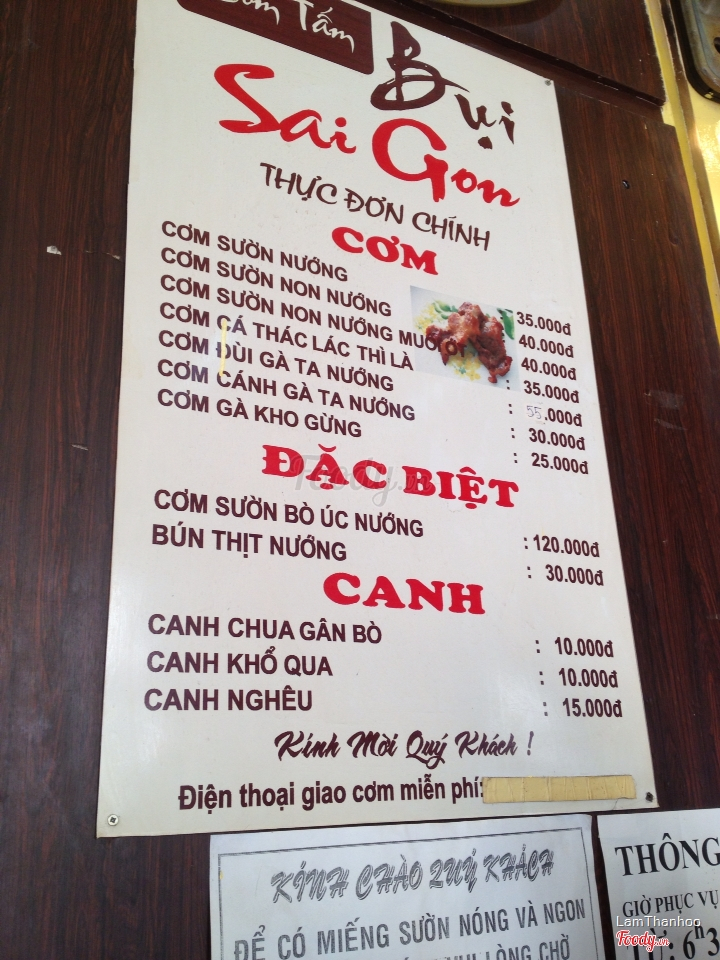 Cơm Tấm
Bụi
Sai Gon
THỰC ĐƠN CHÍNH
CƠM
CƠM SƯỜN NƯỚNG 35.000đ
CƠM SƯỜN NON NƯỚNG 40.000đ
CƠM SƯỜN NON NƯỚNG MUỐI ỚT 40.000đ
CƠM CÁ THÁC LÁC THÌ LÀ 35.000đ
CƠM ĐÙI GÀ TA NƯỚNG : 55.000đ
CƠM CÁNH GÀ TA NƯỚNG : 30.000đ
CƠM GÀ KHO GỪNG : 25.000đ
ĐẶC BIỆT
CƠM SƯỜN BÒ ÚC NƯỚNG : 120.000đ
BÚN THỊT NƯỚNG : 30.000đ
CANH
CANH CHUA GÂN BÒ : 10.000đ
CANH KHỔ QUA : 10.000đ
CANH NGHÊU : 15.000đ
Kính Mời Quý Khách !
Điện thoại giao cơm miễn phí:
KÍNH CHÀO QUÝ KHÁCH
ĐỂ CÓ MIẾNG SƯỜN NÓNG VÀ NGON
VUI LÒNG CHỜ
THÔNG
GIỜ PHỤC VỤ
TỪ: 6h3
Foody.vn
LamThanhoo
Foody.vn